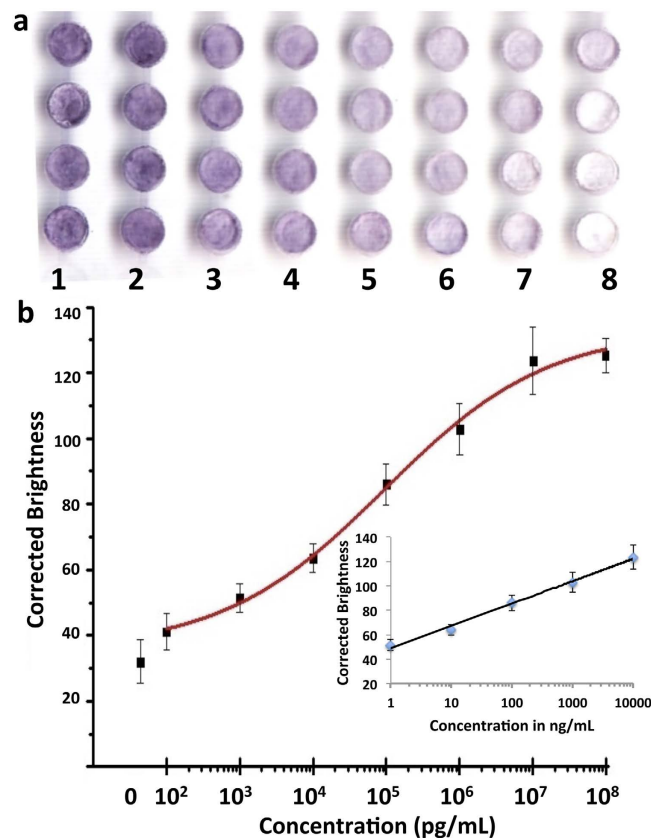 a
1 2 3 4 5 6 7 8
b
140
120
100
80
60
40
20
Corrected Brightness
0 10² 10³ 10⁴ 10⁵ 10⁶ 10⁷ 10⁸
Concentration (pg/mL)
140
120
100
80
60
40
20
Corrected Brightness
1 10 100 1000 10000
Concentration in ng/mL